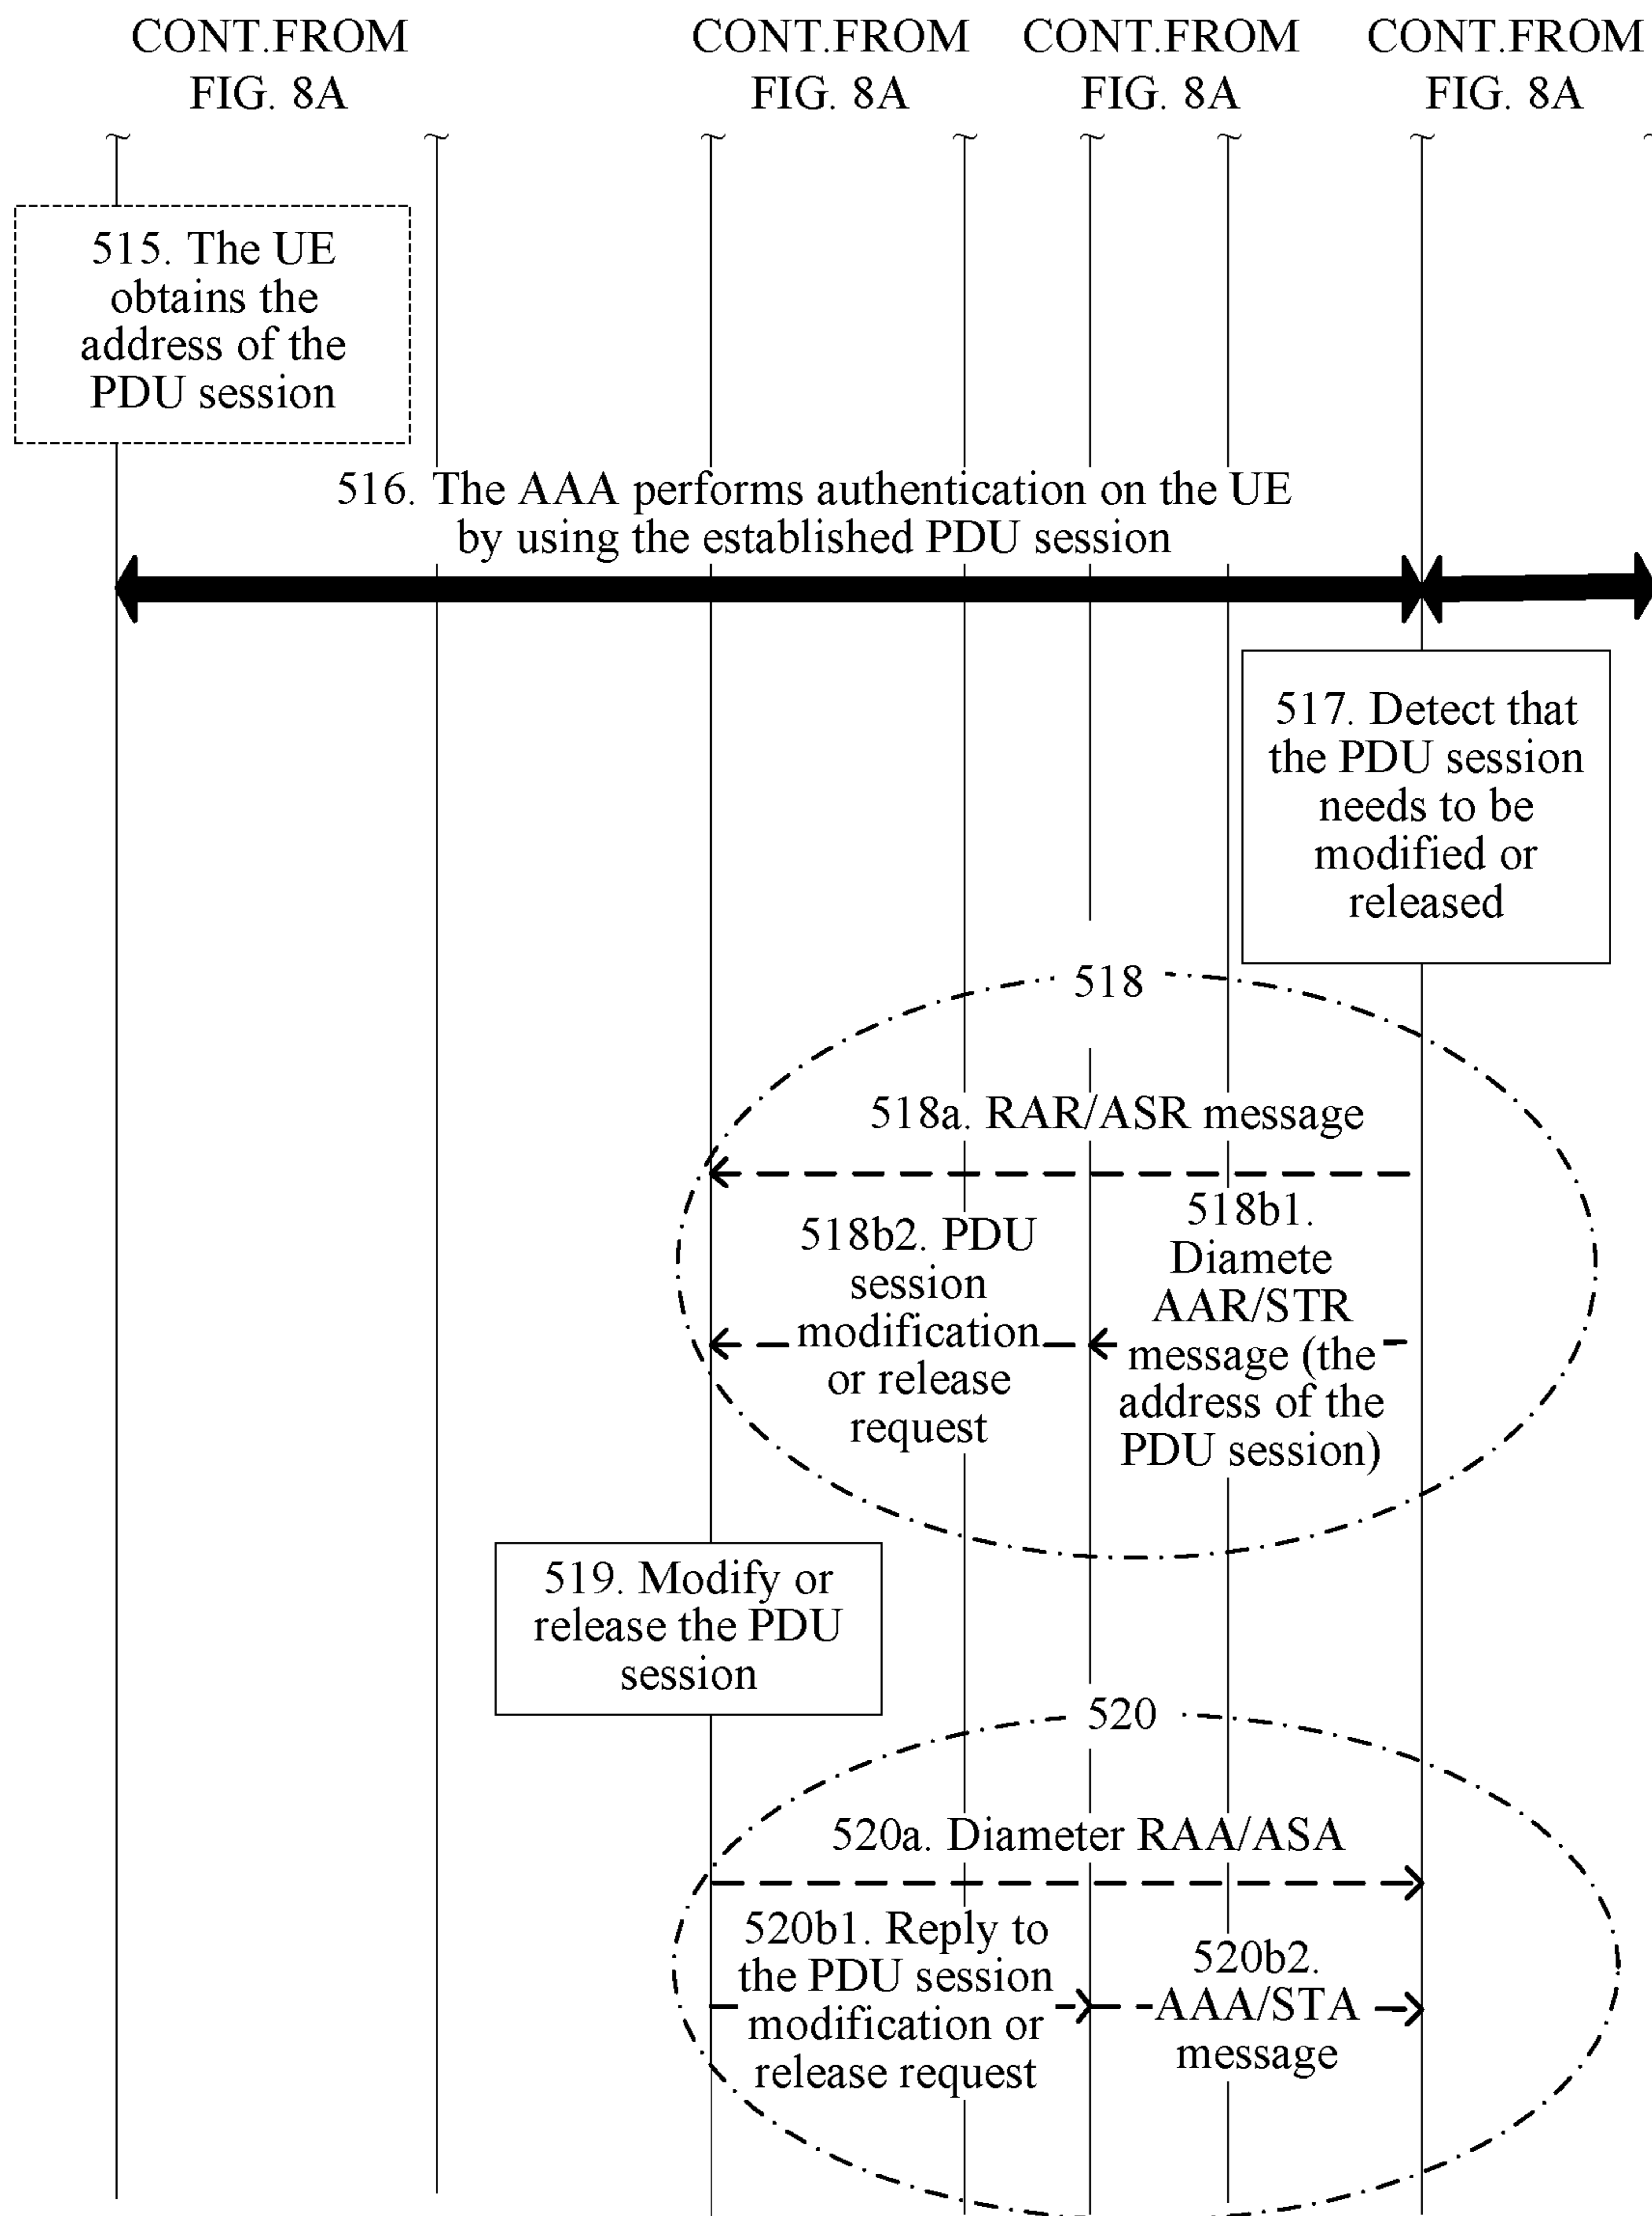 CONT.FROM
FIG. 8A
CONT.FROM
FIG. 8A
CONT.FROM
FIG. 8A
CONT.FROM
FIG. 8A
515. The UE
obtains the
address of the
PDU session
516. The AAA performs authentication on the UE
by using the established PDU session
517. Detect that
the PDU session
needs to be
modified or
released
518
518a. RAR/ASR message
518b2. PDU
session
modification
or release
request
518b1.
Diamete
AAR/STR
message (the
address of the
PDU session)
519. Modify or
release the PDU
session
520
520a. Diameter RAA/ASA
520b1. Reply to
the PDU session
modification or
release request
520b2.
AAA/STA
message